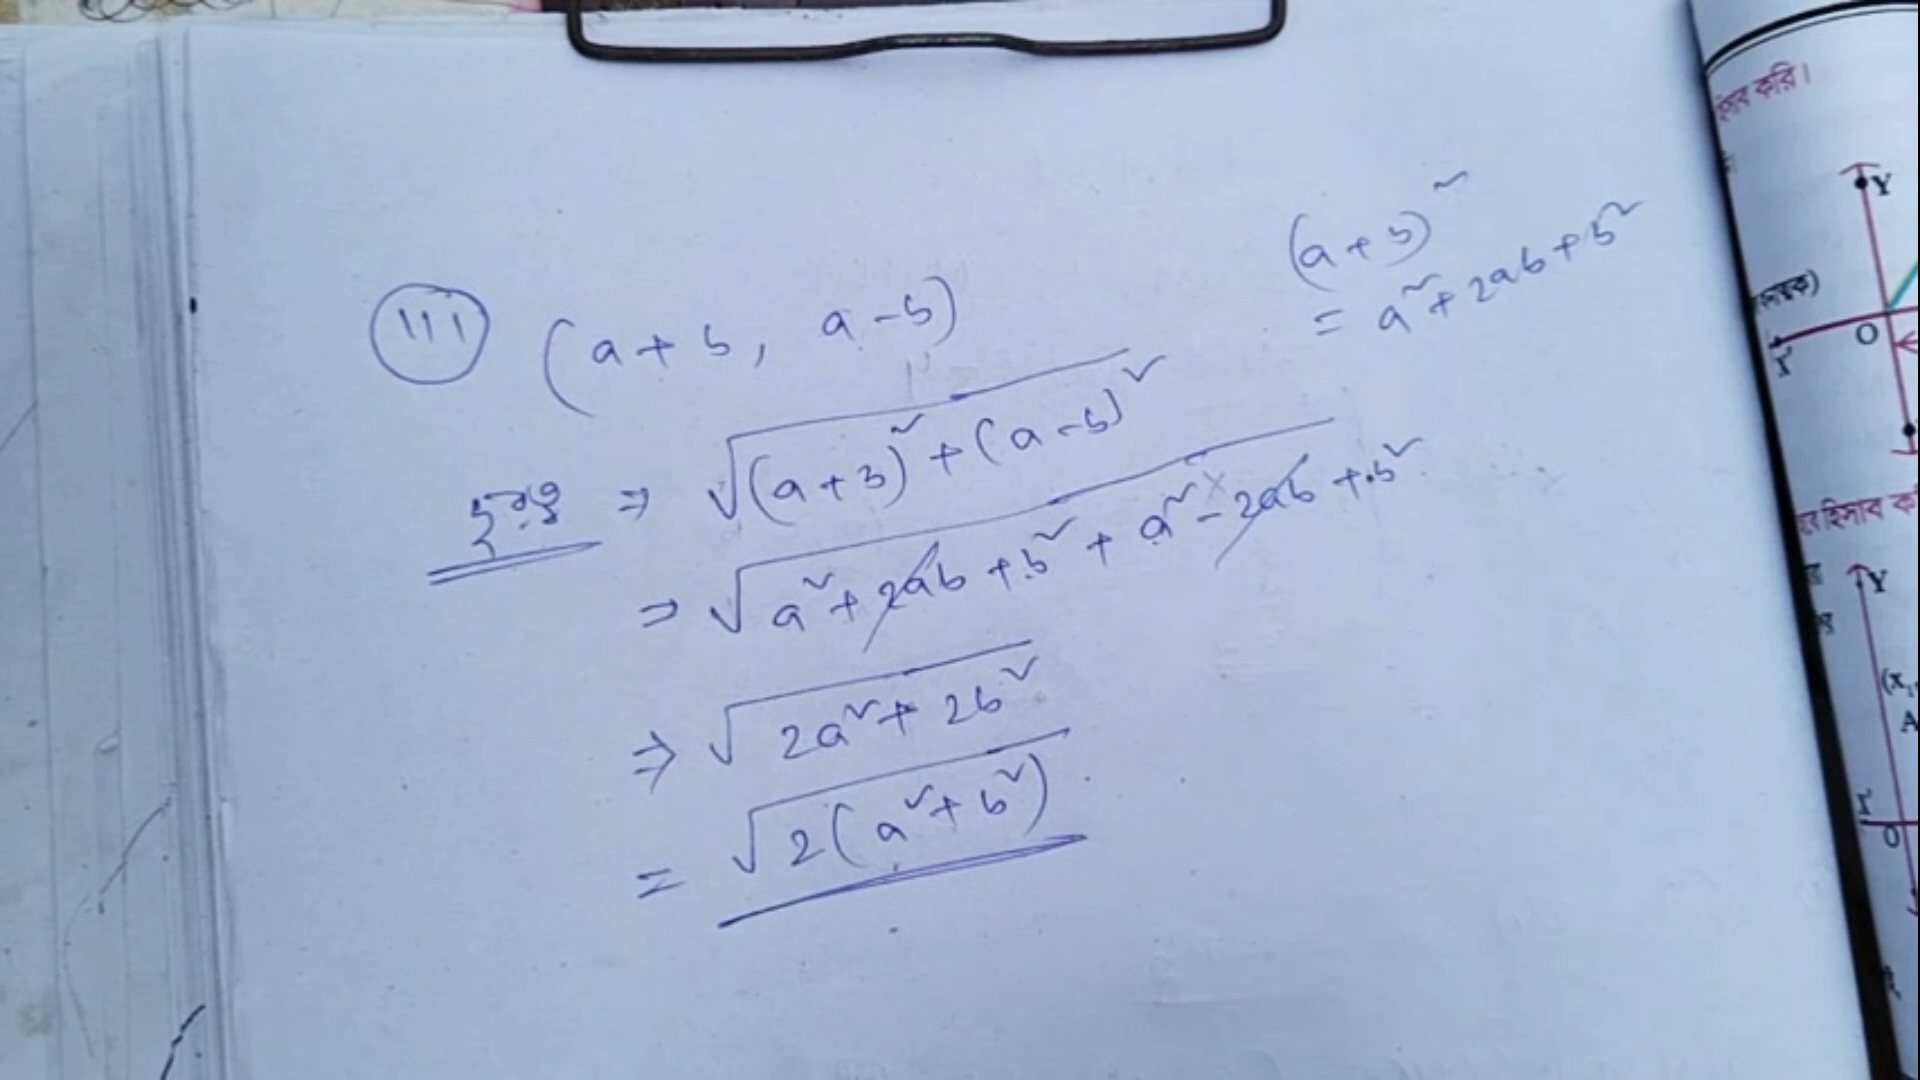 (iii) (a+b, a-b)
(a+b)²
= a²+2ab+b²
দূরত্ব ⇒ √(a+b)²+(a-b)²
⇒ √a²+2ab+b²+a²-2ab+b²
⇒ √2a²+2b²
= √2(a²+b²)
হিসাব করি।
Y
X'
O
হিসাব ক
Y
(x
A
X'
O